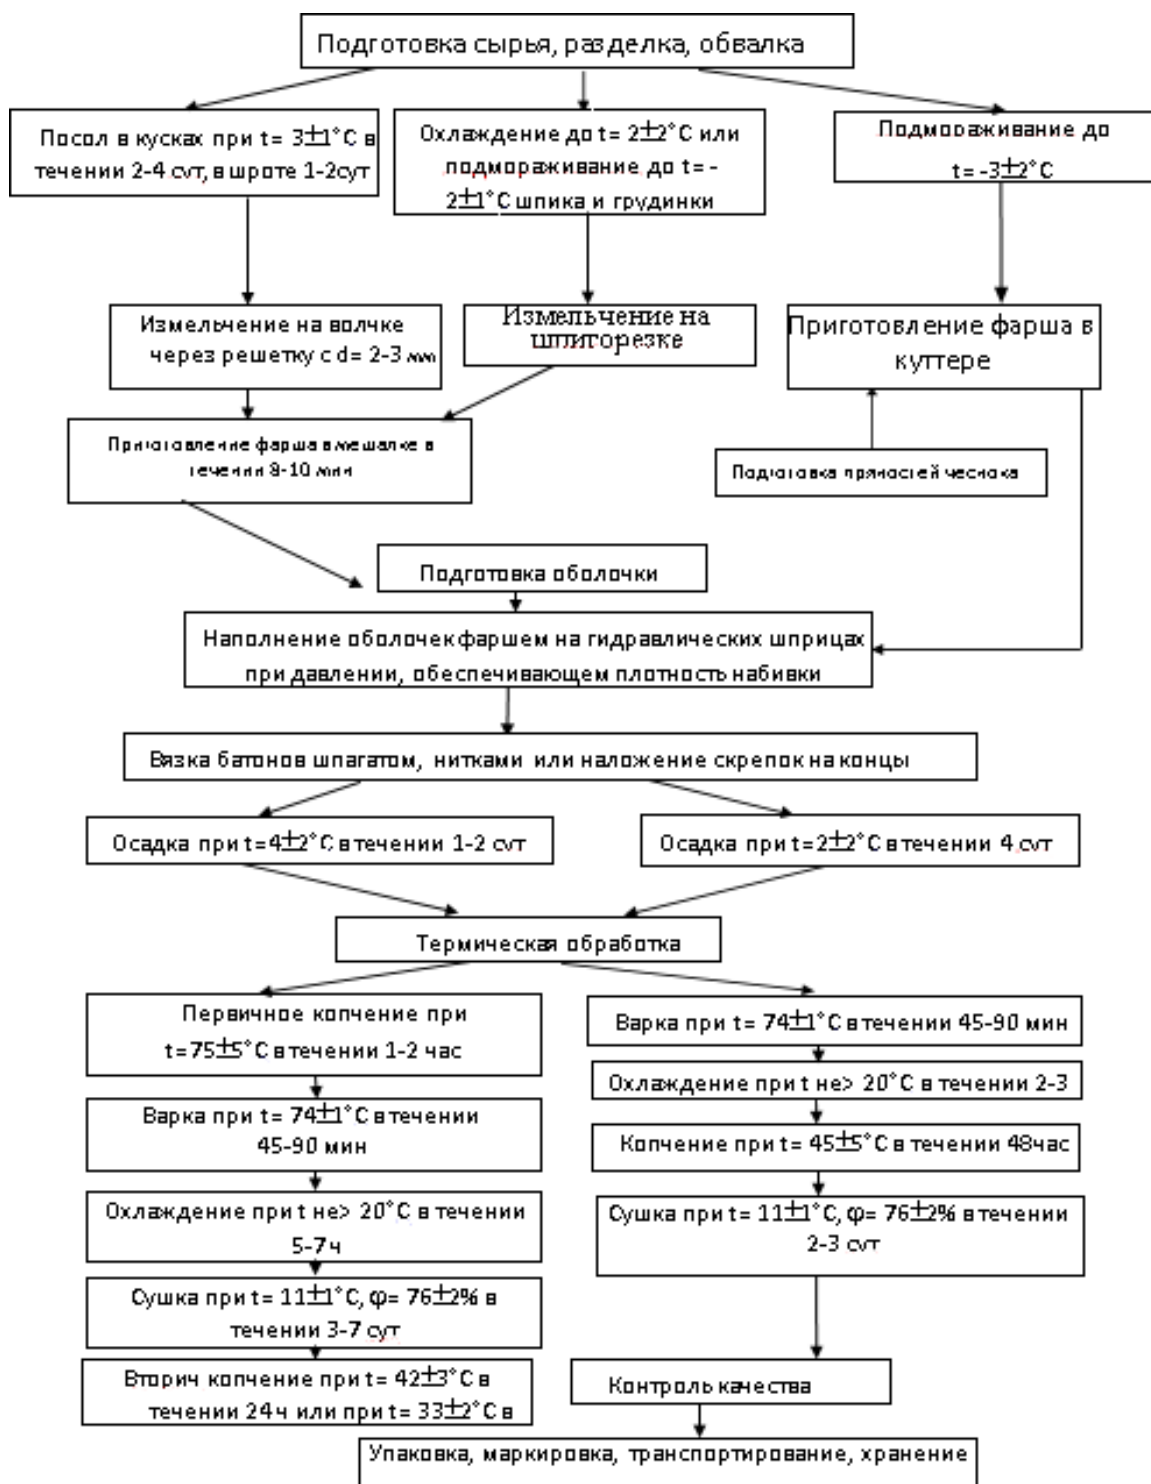 Подготовка сырья, разделка, обвалка
Посол в кусках при t= 3±1˚С в
течении 2-4 сут, в шроте 1-2сут
Охлаждение до t= 2±2˚С или
подмораживание до t= -
2±1˚С шпика и грудинки
Подмораживание до
t= -3±2˚С
Измельчение на волчке
через решетку с d= 2-3 мм
Измельчение на
шпигорезке
Приготовление фарша в
куттере
Приготовление фарша в мешалке в
течении 8-10 мин
Подготовка пряностей чеснока
Подготовка оболочки
Наполнение оболочек фаршем на гидравлических шприцах
при давлении, обеспечивающем плотность набивки
Вязка батонов шпагатом, нитками или наложение скрепок на концы
Осадка при t=4±2˚С в течении 1-2 сут
Осадка при t=2±2˚С в течении 4 сут
Термическая обработка
Первичное копчение при
t=75±5˚С в течении 1-2 час
Варка при t= 74±1˚С в течении
45-90 мин
Охлаждение при t не> 20˚С в течении
5-7 ч
Сушка при t= 11±1˚С, φ= 76±2% в
течении 3-7 сут
Вторич копчение при t= 42±3˚С в
течении 24 ч или при t= 33±2˚С в
Варка при t= 74±1˚С в течении 45-90 мин
Охлаждение при t не> 20˚С в течении 2-3
Копчение при t= 45±5˚С в течении 48час
Сушка при t= 11±1˚С, φ= 76±2% в течении
2-3 сут
Контроль качества
Упаковка, маркировка, транспортирование, хранение